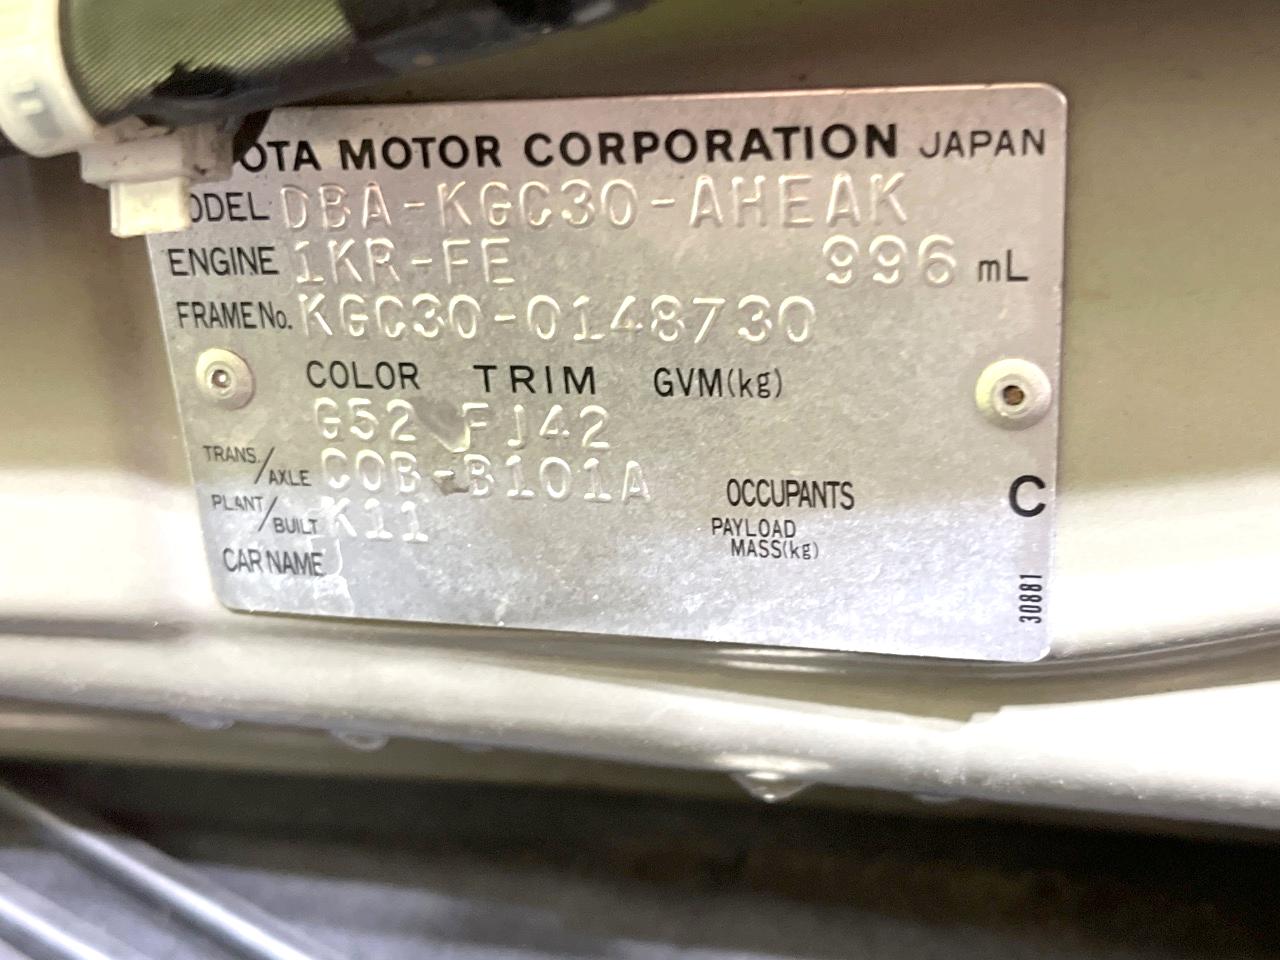 OTA MOTOR CORPORATION JAPAN
ODEL DBA-KGC30-AHEAK
ENGINE 1KR-FE 996 mL
FRAME No. KGC30-0148730
COLOR TRIM GVM(kg)
G52 FJ42
TRANS./AXLE C0B-B101A
OCCUPANTS C
PLANT/BUILT K11
PAYLOAD
MASS(kg)
CAR NAME J
30881